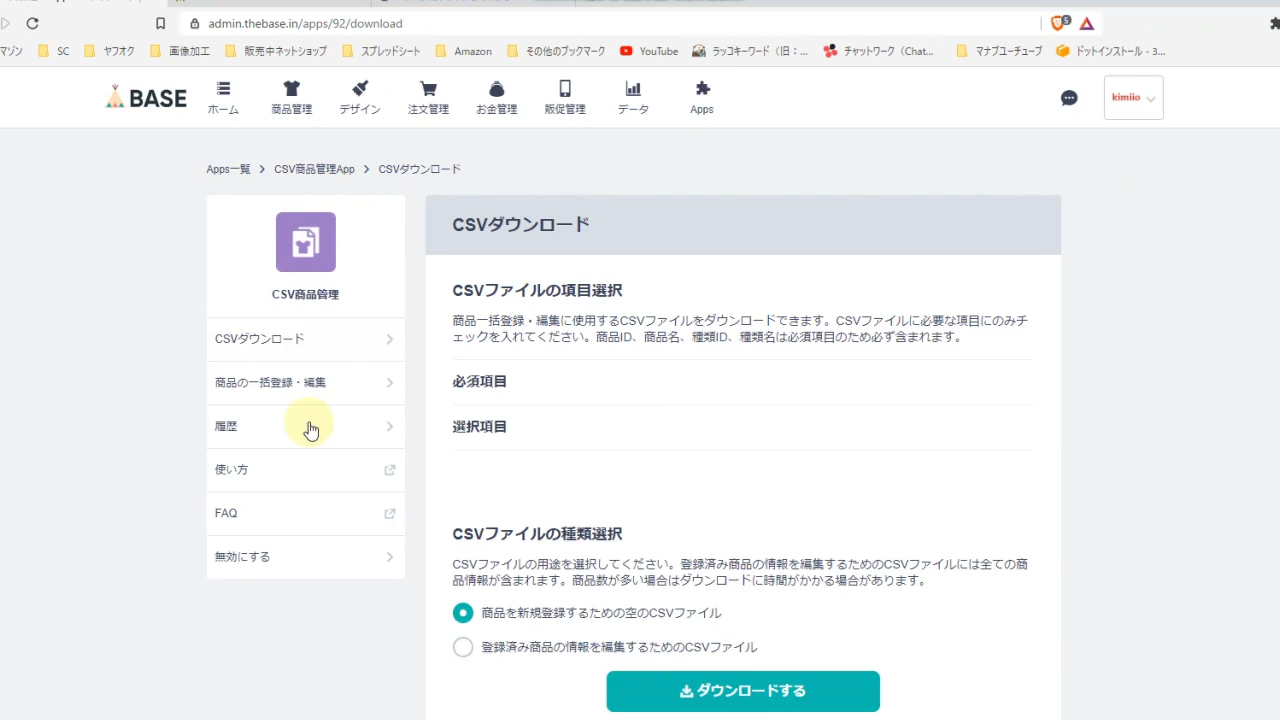 admin.thebase.in/apps/92/download
5
マゾン SC ヤフオク 画像加工 販売中ネットショップ スプレッドシート Amazon その他のブックマーク YouTube ラッコキーワード（旧：... チャットワーク（Chat... マナブユーチューブ ドットインストール - 3...
BASE
ホーム 商品管理 デザイン 注文管理 お金管理 販促管理 データ Apps
kimiio
Apps一覧 > CSV商品管理App > CSVダウンロード
CSV商品管理
CSVダウンロード
商品の一括登録・編集
履歴
使い方
FAQ
無効にする
CSVダウンロード
CSVファイルの項目選択
商品一括登録・編集に使用するCSVファイルをダウンロードできます。CSVファイルに必要な項目にのみチ
ェックを入れてください。商品ID、商品名、種類ID、種類名は必須項目のため必ず含まれます。
必須項目
選択項目
CSVファイルの種類選択
CSVファイルの用途を選択してください。登録済み商品の情報を編集するためのCSVファイルには全ての商
品情報が含まれます。商品数が多い場合はダウンロードに時間がかかる場合があります。
商品を新規登録するための空のCSVファイル
登録済み商品の情報を編集するためのCSVファイル
ダウンロードする